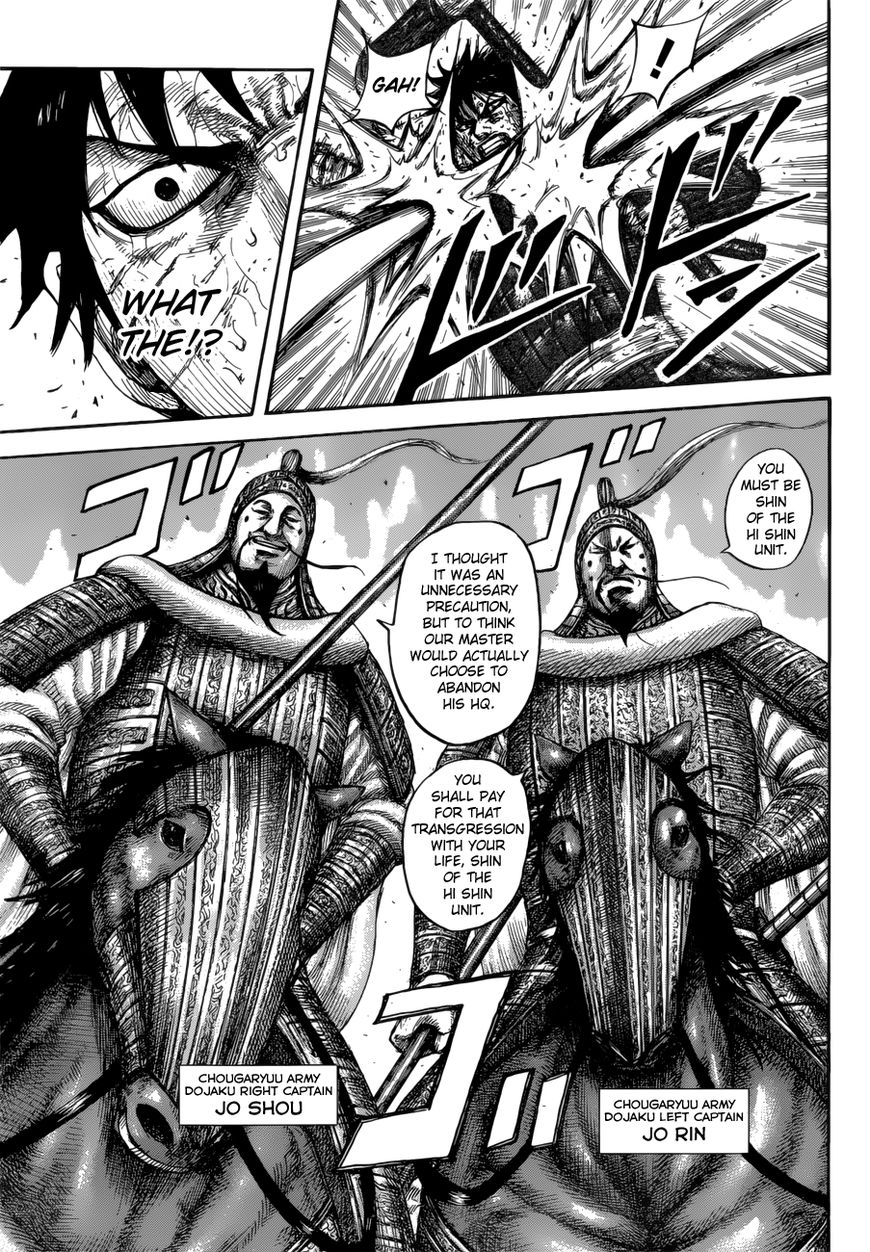 !
GAH!
ドドッ
WHAT
THE!?
YOU
MUST BE
SHIN
OF THE
HI SHIN
UNIT.
ゴ
I THOUGHT
IT WAS AN
UNNECESSARY
PRECAUTION,
BUT TO THINK
OUR MASTER
WOULD ACTUALLY
CHOOSE TO
ABANDON
HIS HQ.
ゴ
YOU
SHALL PAY
FOR THAT
TRANSGRESSION
WITH YOUR
LIFE, SHIN
OF THE
HI SHIN
UNIT.
ゴ
CHOUGARYUU ARMY
DOJAKU LEFT CAPTAIN
JO RIN
CHOUGARYUU ARMY
DOJAKU RIGHT CAPTAIN
JO SHOU